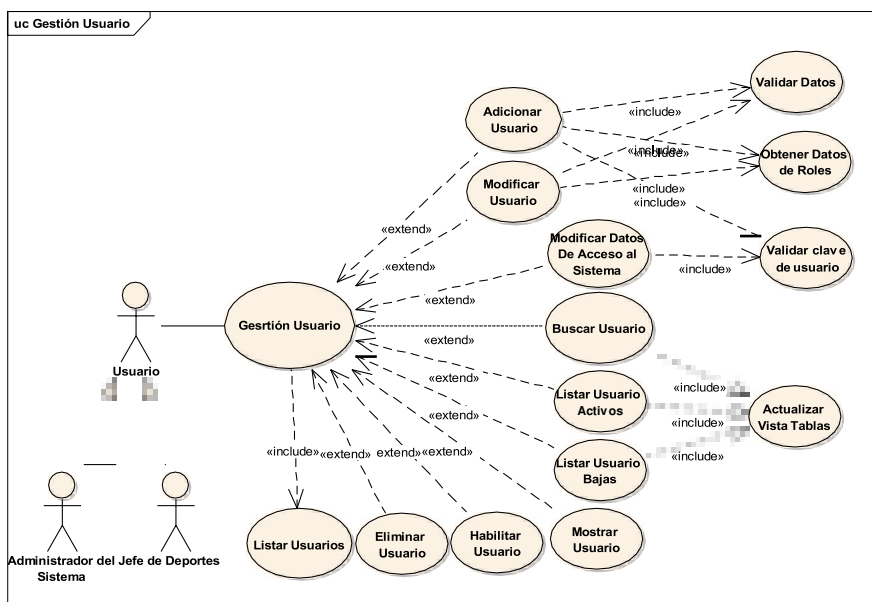 uc Gestión Usuario
Validar Datos
Adicionar
Usuario
«include»
«include»
«include»
Obtener Datos
de Roles
Modificar
Usuario
«include»
«include»
«extend»
Modificar Datos
De Acceso al
Sistema
Validar clave
de usuario
«extend»
«include»
«extend»
Gesrtión Usuario
Buscar Usuario
«extend»
Usuario
«extend»
«include»
Listar Usuario
Activos
Actualizar
Vista Tablas
«extend»
«include»
«include»
«extend»
«extend»
«extend»
«include»
Listar Usuario
Bajas
Listar Usuarios
Eliminar
Usuario
Habilitar
Usuario
Mostrar
Usuario
Administrador del
Sistema
Jefe de Deportes